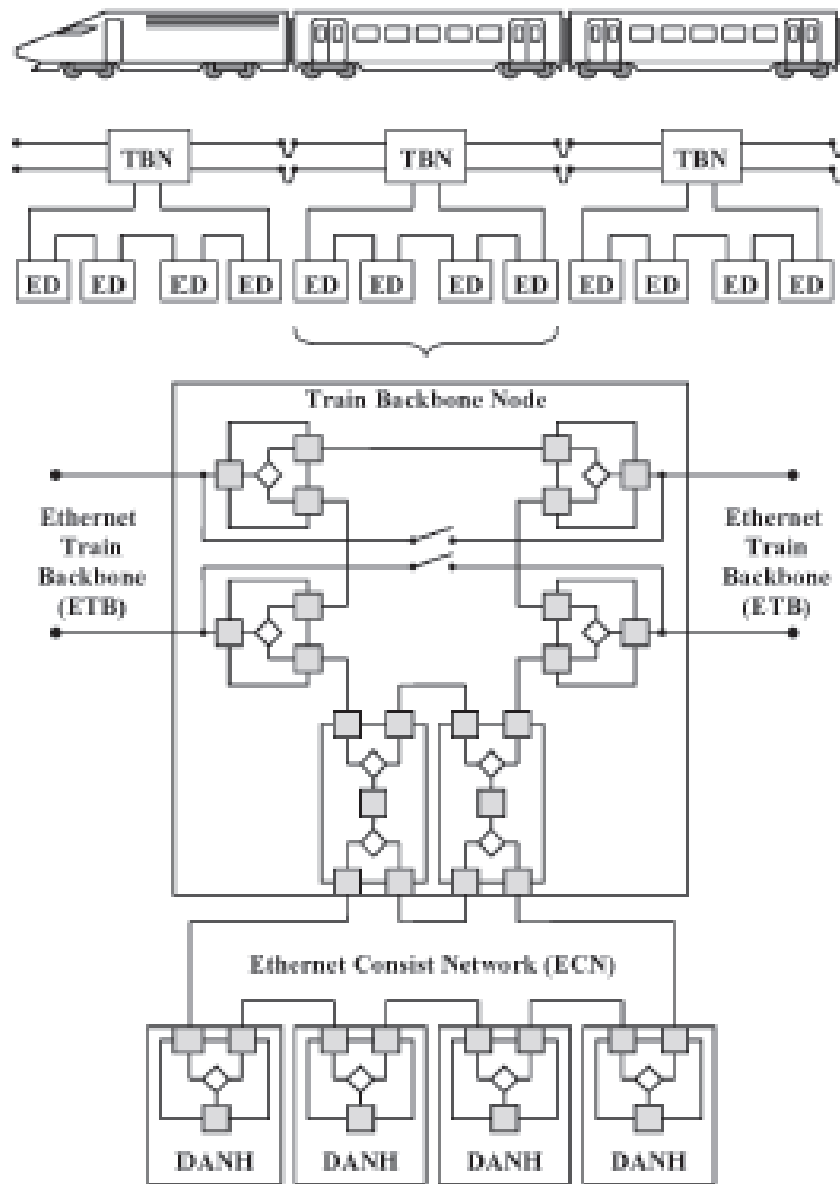 TBN TBN TBN
ED ED ED ED ED ED ED ED ED ED ED ED
Train Backbone Node
Ethernet
Train
Backbone
(ETB)
Ethernet
Train
Backbone
(ETB)
Ethernet Consist Network (ECN)
DANH DANH DANH DANH